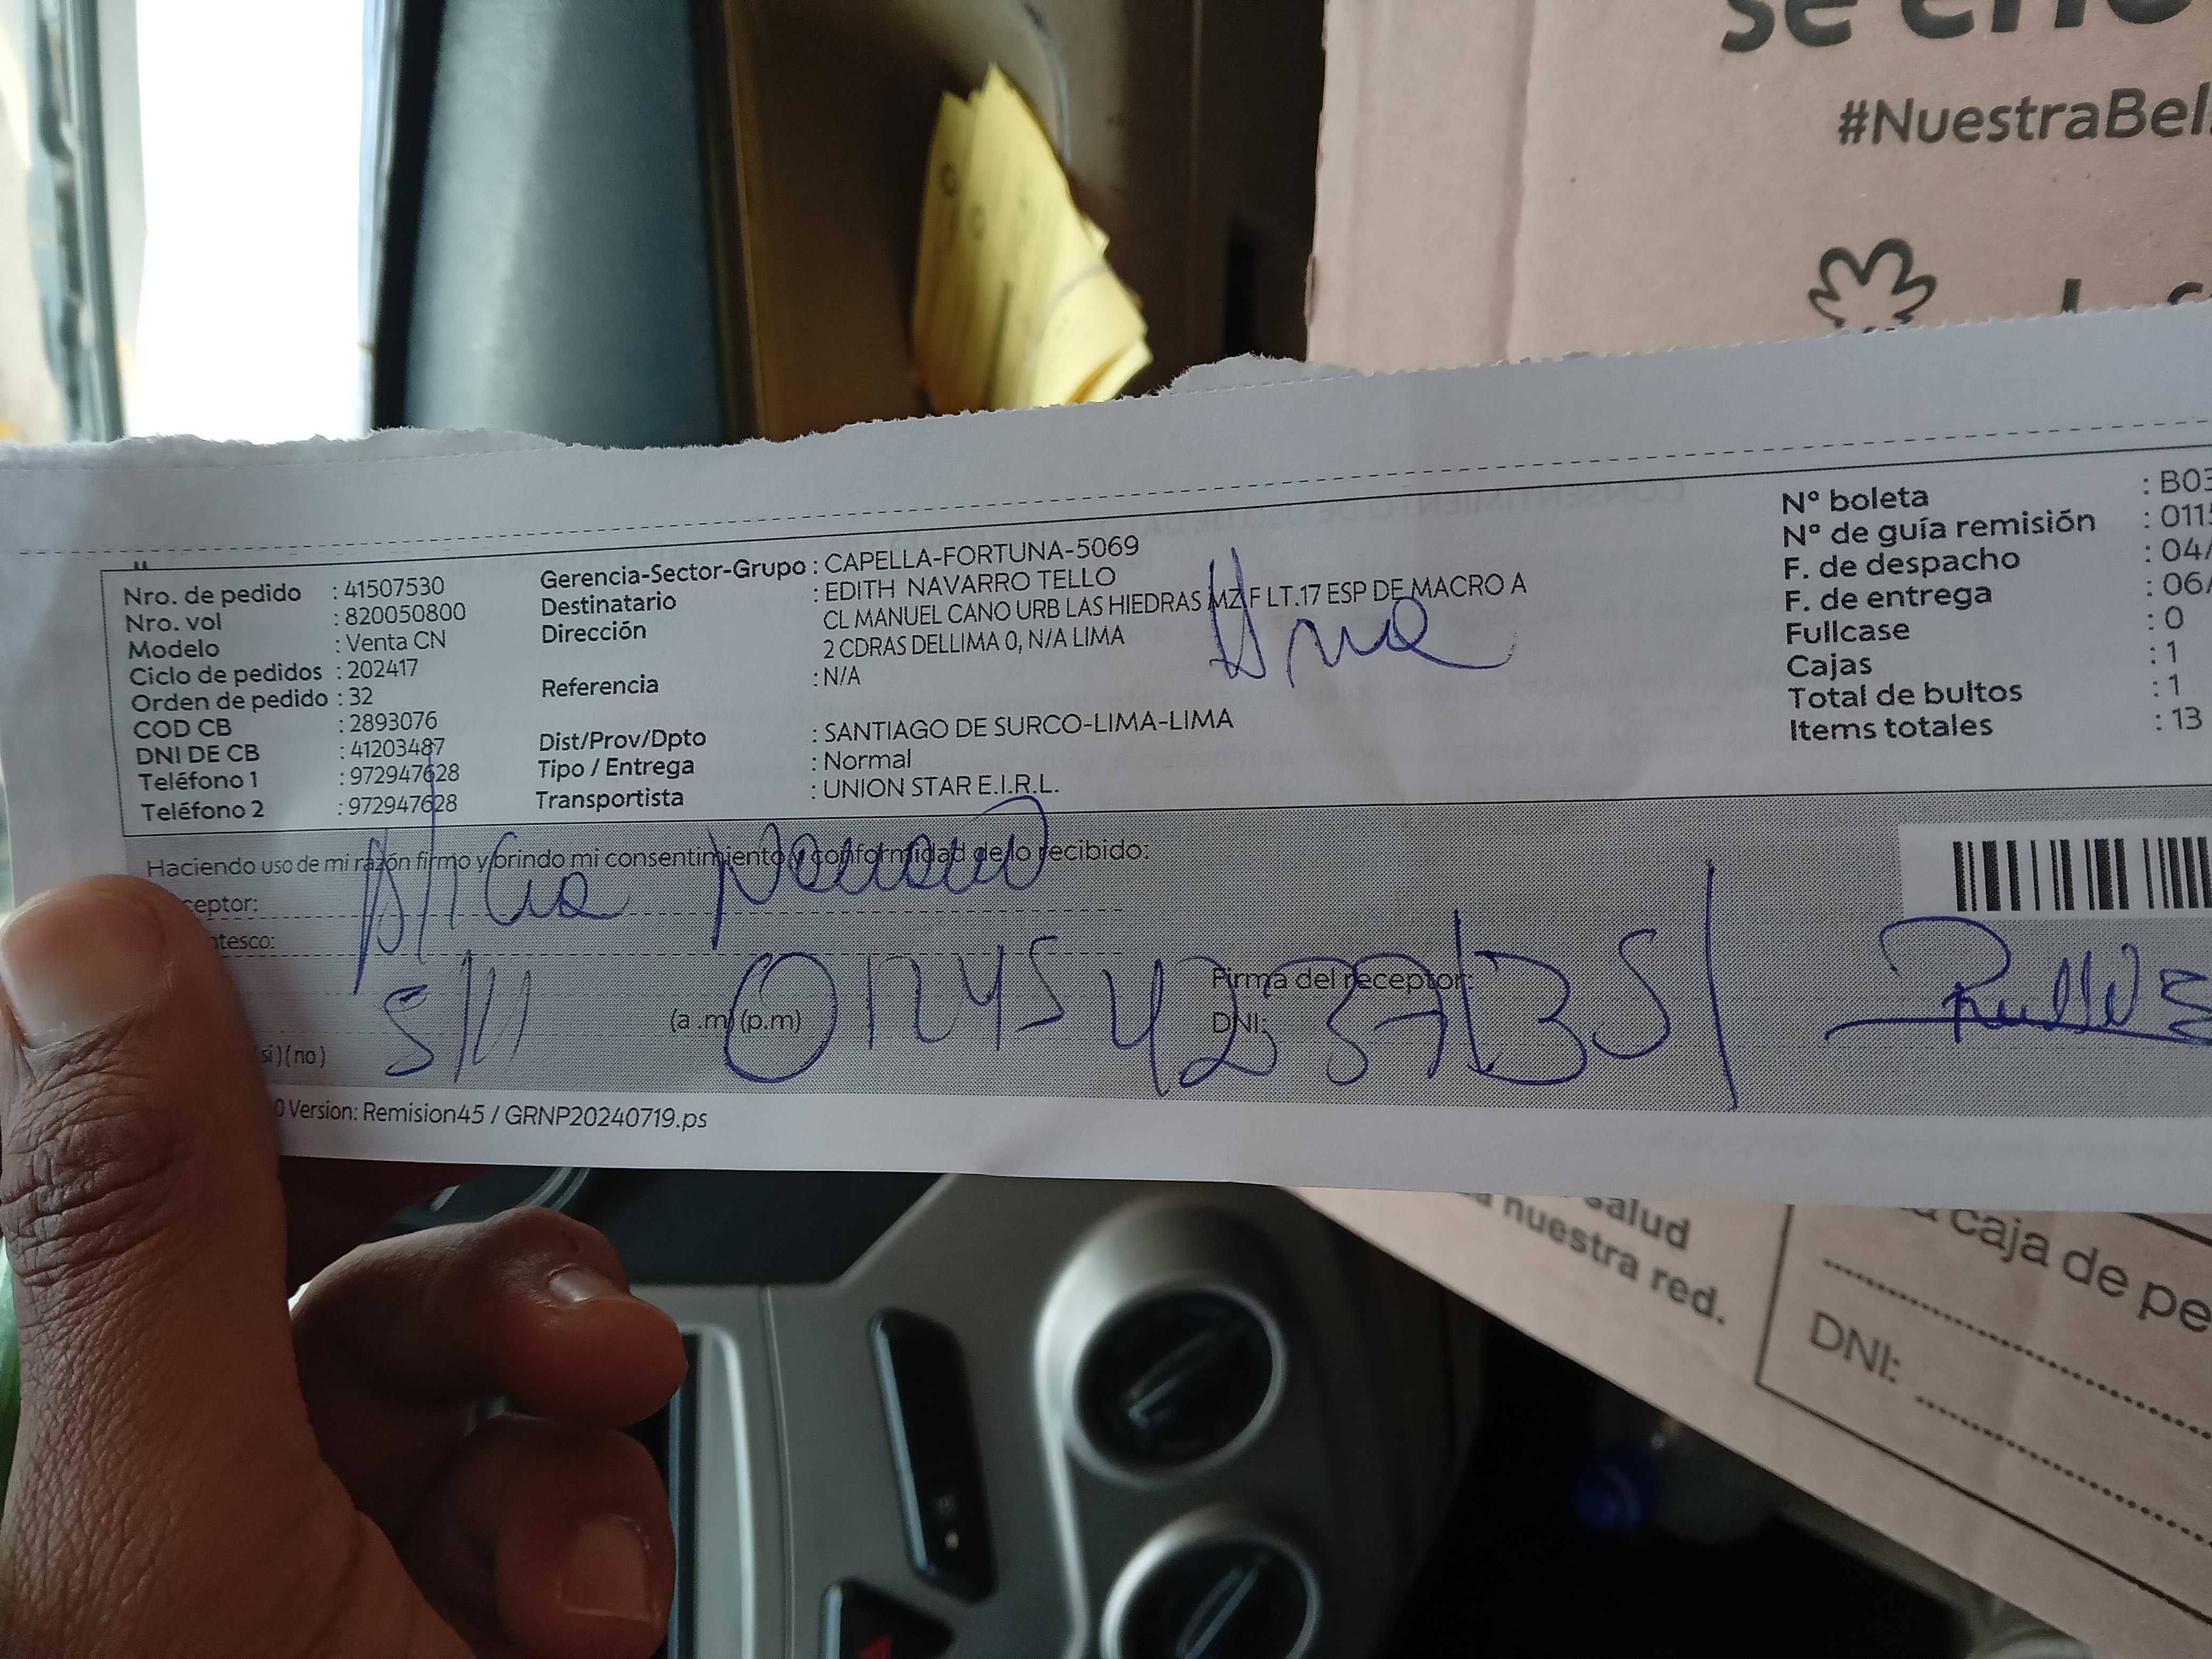 se
#NuestraBel
Nro. de pedido : 41507530
Nro. vol : 820050800
Modelo : Venta CN
Ciclo de pedidos : 202417
Orden de pedido : 32
COD CB : 2893076
DNI DE CB : 41203487
Teléfono 1 : 972947628
Teléfono 2 : 972947628
Gerencia-Sector-Grupo : CAPELLA-FORTUNA-5069
Destinatario : EDITH NAVARRO TELLO
Dirección : CL MANUEL CANO URB LAS HIEDRAS MZ F LT.17 ESP DE MACRO A
2 CDRAS DELLIMA 0, N/A LIMA
Referencia : N/A
Dist/Prov/Dpto : SANTIAGO DE SURCO-LIMA-LIMA
Tipo / Entrega : Normal
Transportista : UNION STAR E.I.R.L.
Nº boleta : B03
Nº de guía remisión : 011
F. de despacho : 04/
F. de entrega : 06/
Fullcase : 0
Cajas : 1
Total de bultos : 1
Items totales : 13
Haciendo uso de mi razón firmo y brindo mi consentimiento y conformidad de lo recibido:
ceptor:
ntesco:
Firma del receptor:
(a .m) (p.m) DNI:
si)(no)
0 Version: Remision45 / GRNP20240719.ps
salud
nuestra red.
caja de pe
DNI: